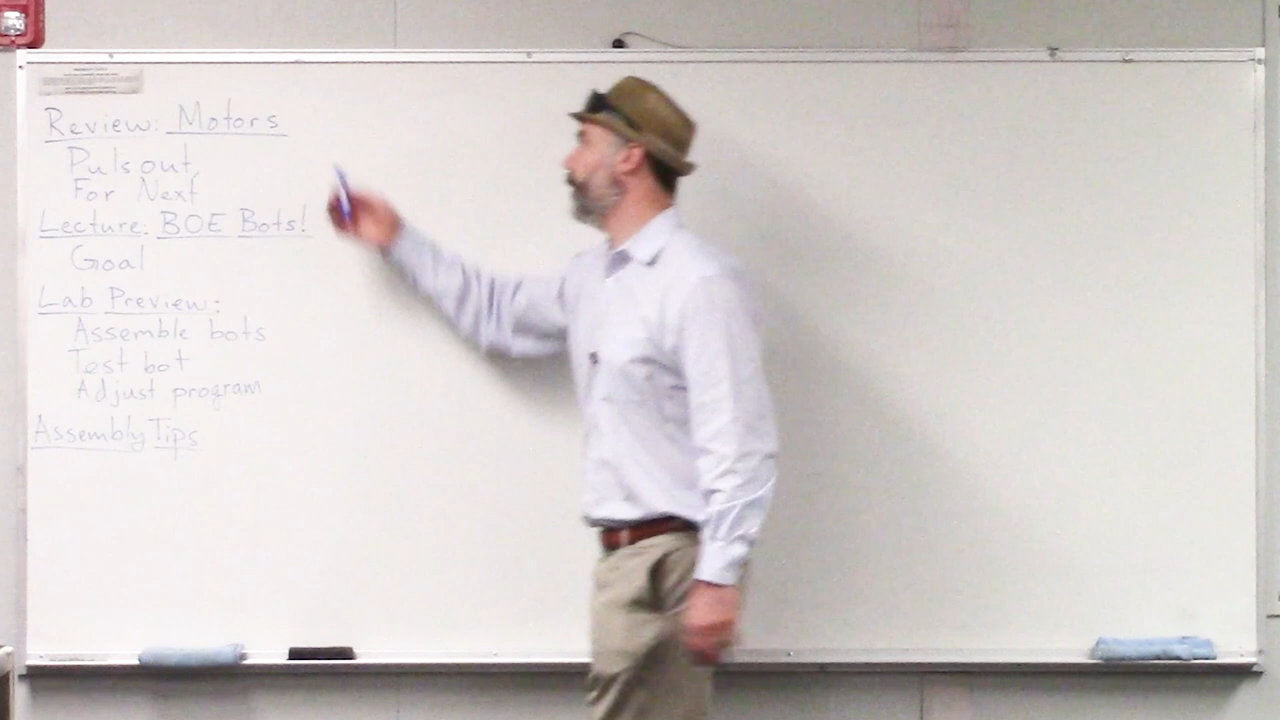 Review: Motors
Pulsout,
For Next
Lecture: BOE Bots!
Goal
Lab Preview:
Assemble bots
Test bot
Adjust program
Assembly Tips